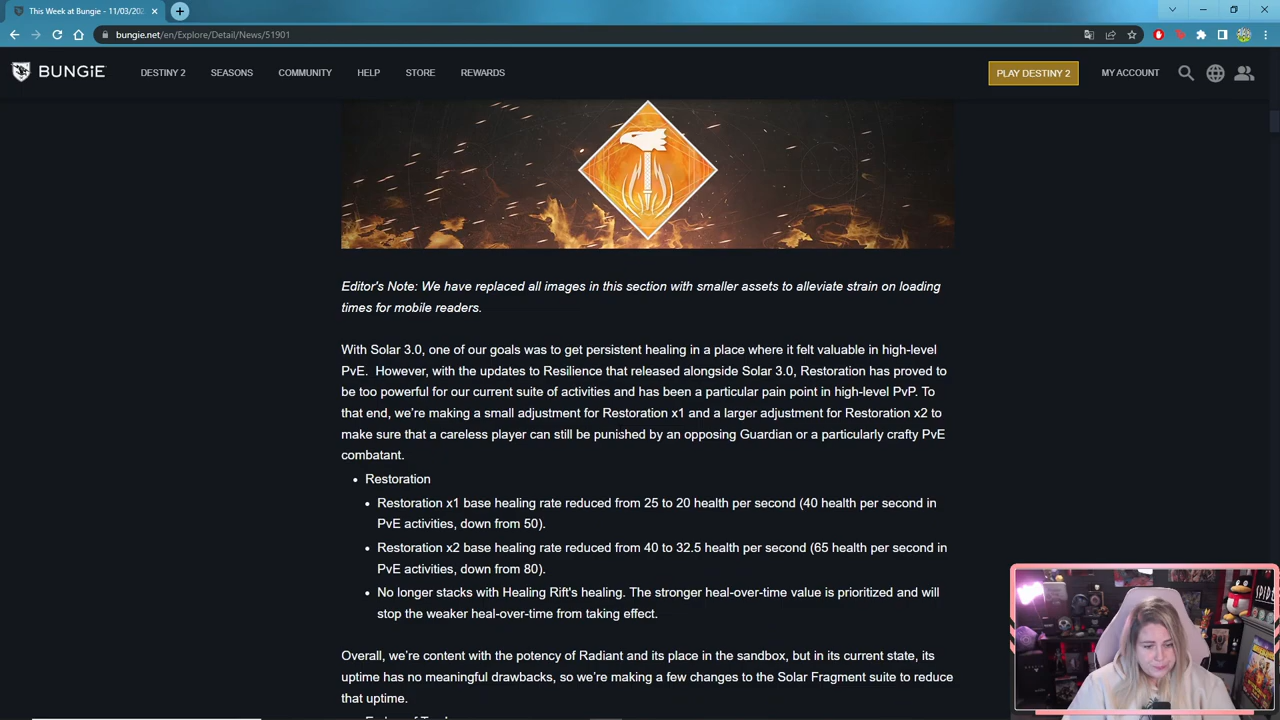 This Week at Bungie - 11/03/202
bungie.net/en/Explore/Detail/News/51901
BUNGiE
DESTINY 2
SEASONS
COMMUNITY
HELP
STORE
REWARDS
PLAY DESTINY 2
MY ACCOUNT
Editor's Note: We have replaced all images in this section with smaller assets to alleviate strain on loading
times for mobile readers.
With Solar 3.0, one of our goals was to get persistent healing in a place where it felt valuable in high-level
PvE.  However, with the updates to Resilience that released alongside Solar 3.0, Restoration has proved to
be too powerful for our current suite of activities and has been a particular pain point in high-level PvP. To
that end, we're making a small adjustment for Restoration x1 and a larger adjustment for Restoration x2 to
make sure that a careless player can still be punished by an opposing Guardian or a particularly crafty PvE
combatant.
• Restoration
• Restoration x1 base healing rate reduced from 25 to 20 health per second (40 health per second in
PvE activities, down from 50).
• Restoration x2 base healing rate reduced from 40 to 32.5 health per second (65 health per second in
PvE activities, down from 80).
• No longer stacks with Healing Rift's healing. The stronger heal-over-time value is prioritized and will
stop the weaker heal-over-time from taking effect.
Overall, we're content with the potency of Radiant and its place in the sandbox, but in its current state, its
uptime has no meaningful drawbacks, so we're making a few changes to the Solar Fragment suite to reduce
that uptime.